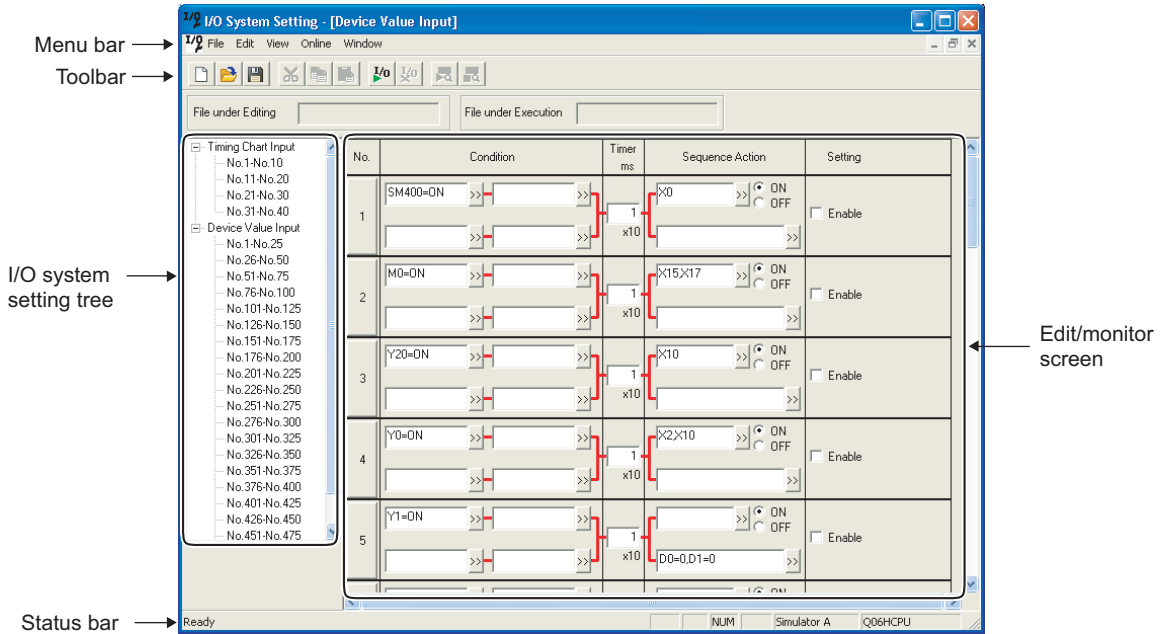 I/O System Setting - [Device Value Input]
Menu bar
File Edit View Online Window
Toolbar
I/O I/O
File under Editing
File under Execution
I/O system
setting tree
Timing Chart Input
No.1-No.10
No.11-No.20
No.21-No.30
No.31-No.40
Device Value Input
No.1-No.25
No.26-No.50
No.51-No.75
No.76-No.100
No.101-No.125
No.126-No.150
No.151-No.175
No.176-No.200
No.201-No.225
No.226-No.250
No.251-No.275
No.276-No.300
No.301-No.325
No.326-No.350
No.351-No.375
No.376-No.400
No.401-No.425
No.426-No.450
No.451-No.475
No. Condition Timer ms Sequence Action Setting
1 SM400=ON >> >> 1 X0 >> ON
OFF
Enable
>> >> x10 >>
2 M0=ON >> >> 1 X15,X17 >> ON
OFF
Enable
>> >> x10 >>
3 Y20=ON >> >> 1 X10 >> ON
OFF
Enable
>> >> x10 >>
4 Y0=ON >> >> 1 X2,X10 >> ON
OFF
Enable
>> >> x10 >>
5 Y1=ON >> >> 1 >> ON
OFF
Enable
>> >> x10 D0=0,D1=0 >>
Edit/monitor
screen
Status bar
Ready NUM Simulator A Q06HCPU